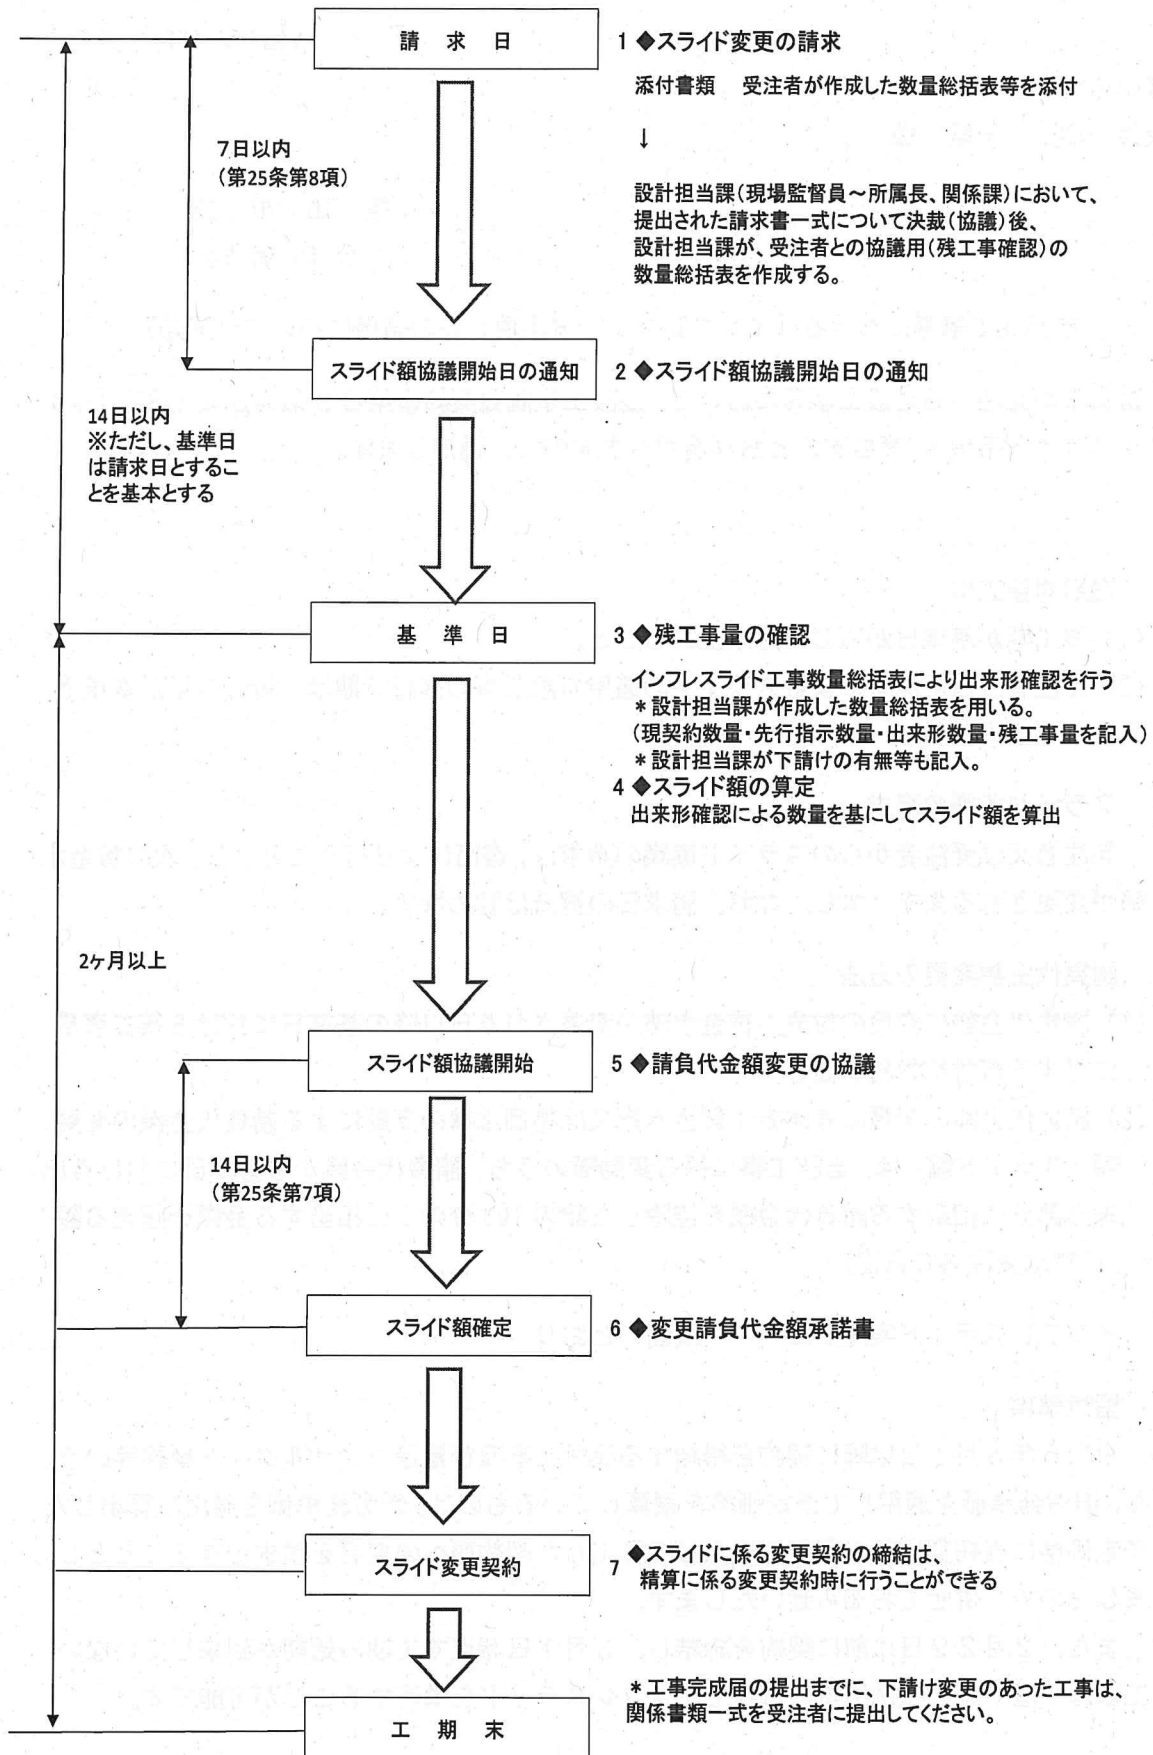 請　求　日
1 ◆スライド変更の請求
添付書類　受注者が作成した数量総括表等を添付
↓
7日以内
（第25条第8項）
設計担当課（現場監督員～所属長、関係課）において、
提出された請求書一式について決裁（協議）後、
設計担当課が、受注者との協議用（残工事確認）の
数量総括表を作成する。
スライド額協議開始日の通知
2 ◆スライド額協議開始日の通知
14日以内
※ただし、基準日
は請求日とするこ
とを基本とする
基　準　日
3 ◆残工事量の確認
インフレスライド工事数量総括表により出来形確認を行う
＊設計担当課が作成した数量総括表を用いる。
（現契約数量・先行指示数量・出来形数量・残工事量を記入）
＊設計担当課が下請けの有無等も記入。
4 ◆スライド額の算定
出来形確認による数量を基にしてスライド額を算出
2ヶ月以上
スライド額協議開始
5 ◆請負代金額変更の協議
14日以内
（第25条第7項）
スライド額確定
6 ◆変更請負代金額承諾書
スライド変更契約
7 ◆スライドに係る変更契約の締結は、
精算に係る変更契約時に行うことができる
＊工事完成届の提出までに、下請け変更のあった工事は、
関係書類一式を受注者に提出してください。
工　期　末